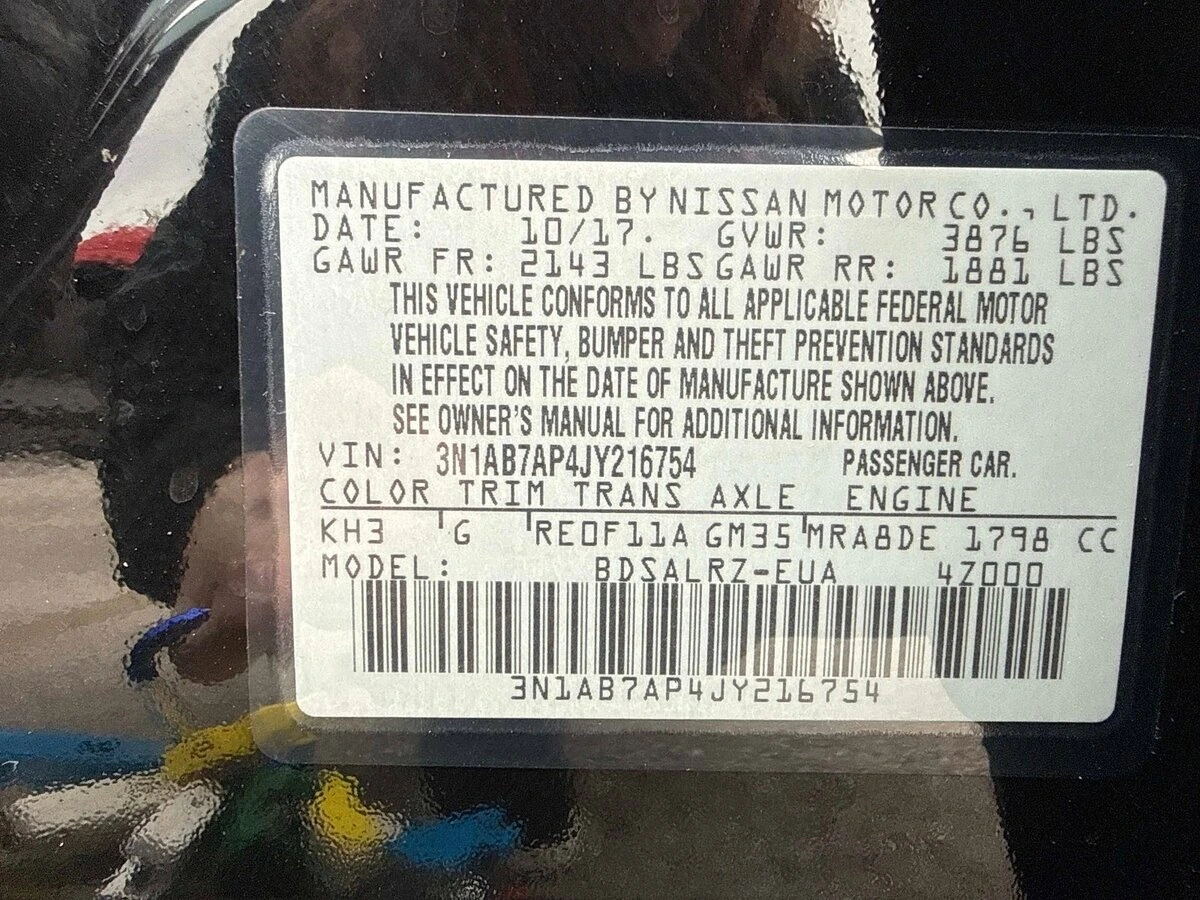 MANUFACTURED BY NISSAN MOTOR CO., LTD.
DATE: 10/17. GVWR: 3876 LBS
GAWR FR: 2143 LBS GAWR RR: 1881 LBS
THIS VEHICLE CONFORMS TO ALL APPLICABLE FEDERAL MOTOR
VEHICLE SAFETY, BUMPER AND THEFT PREVENTION STANDARDS
IN EFFECT ON THE DATE OF MANUFACTURE SHOWN ABOVE.
SEE OWNER'S MANUAL FOR ADDITIONAL INFORMATION.
VIN: 3N1AB7AP4JY216754 PASSENGER CAR.
COLOR TRIM TRANS AXLE ENGINE
KH3 G RE0F11A GM35 MRA8DE 1798 CC
MODEL: BDSALRZ-EUA 4Z000
3N1AB7AP4JY216754